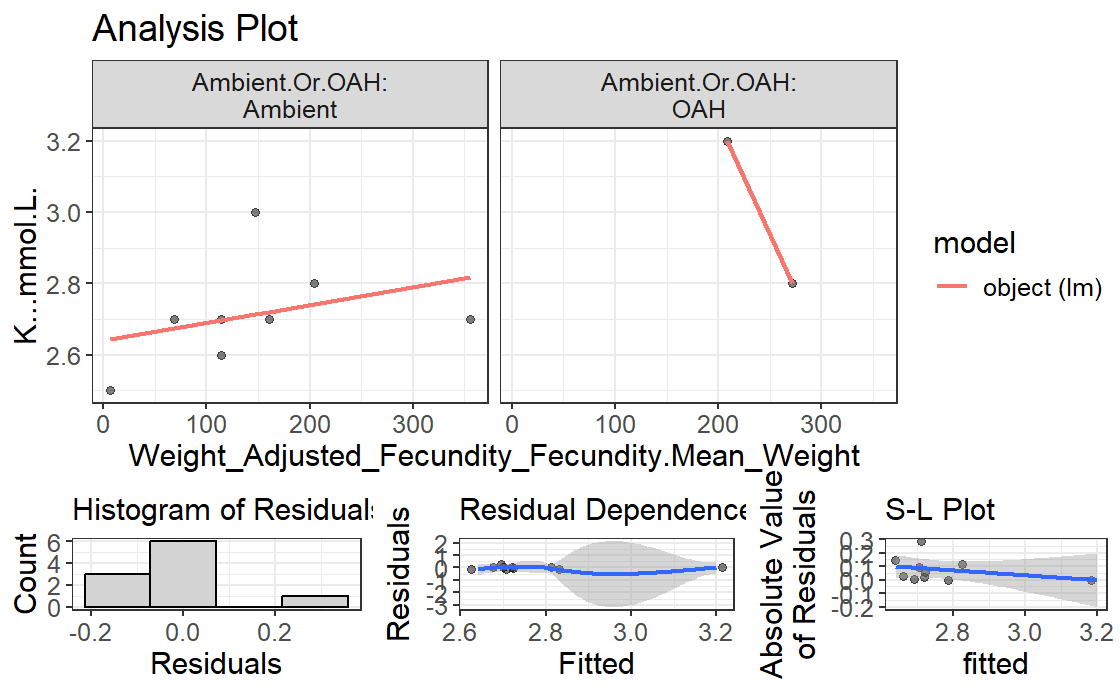 Analysis Plot
Ambient.Or.OAH:
Ambient
Ambient.Or.OAH:
OAH
K...mmol.L.
3.2
3.0
2.8
2.6
0 100 200 300
0 100 200 300
Weight_Adjusted_Fecundity_Fecundity.Mean_Weight
model
object (lm)
Histogram of Residuals
Count
6
4
2
0
-0.2 0.0 0.2
Residuals
Residual Dependence
Residuals
2
1
0
-1
-2
-3
2.6 2.8 3.0 3.2
Fitted
S-L Plot
Absolute Value
of Residuals
0.3
0.2
0.1
0.0
-0.1
-0.2
2.8 3.0 3.2
fitted